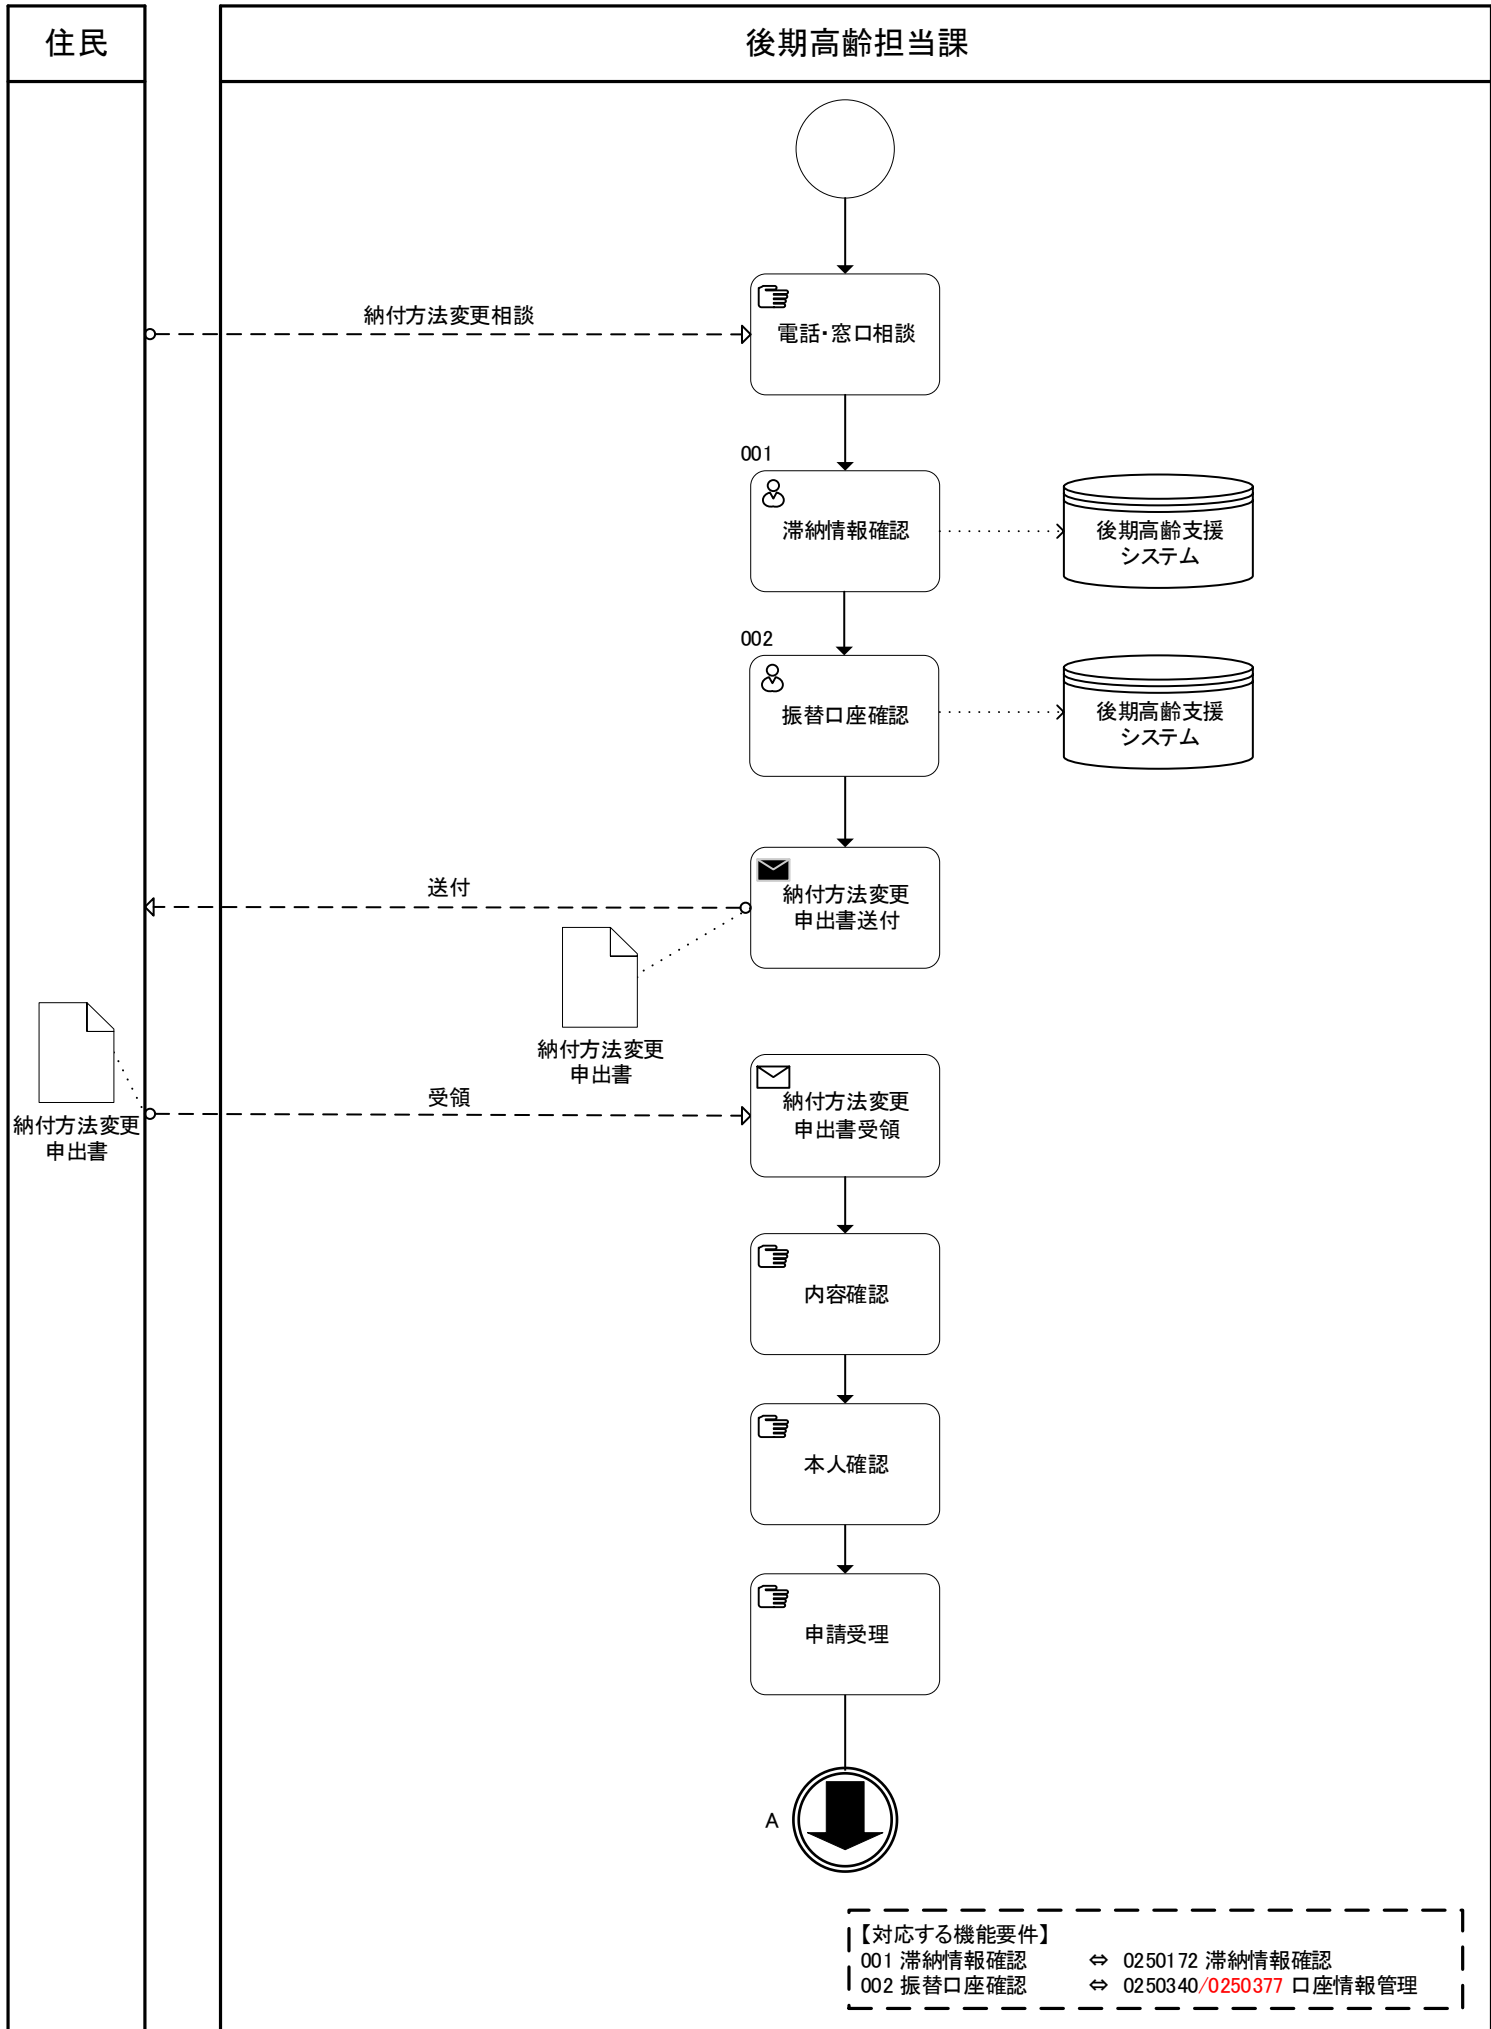 住民
後期高齢担当課
納付方法変更相談
電話・窓口相談
001
滞納情報確認
後期高齢支援
システム
002
振替口座確認
後期高齢支援
システム
送付
納付方法変更
申出書送付
納付方法変更
申出書
納付方法変更
申出書
受領
納付方法変更
申出書受領
内容確認
本人確認
申請受理
A
【対応する機能要件】
001 滞納情報確認 ⇔ 0250172 滞納情報確認
002 振替口座確認 ⇔ 0250340/0250377 口座情報管理